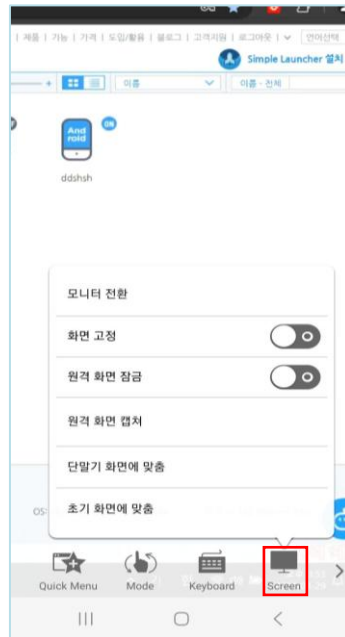 제품 | 가능 | 가격 | 도입/활용 | 블로그 | 고객지원 | 로그아웃 | 언어선택
Simple Launcher 설치
이름
이름 - 전체
And
roid
ON
ddshsh
모니터 전환
화면 고정
원격 화면 잠금
원격 화면 캡쳐
단말기 화면에 맞춤
초기 화면에 맞춤
OS:
Quick Menu
Mode
Keyboard
Screen